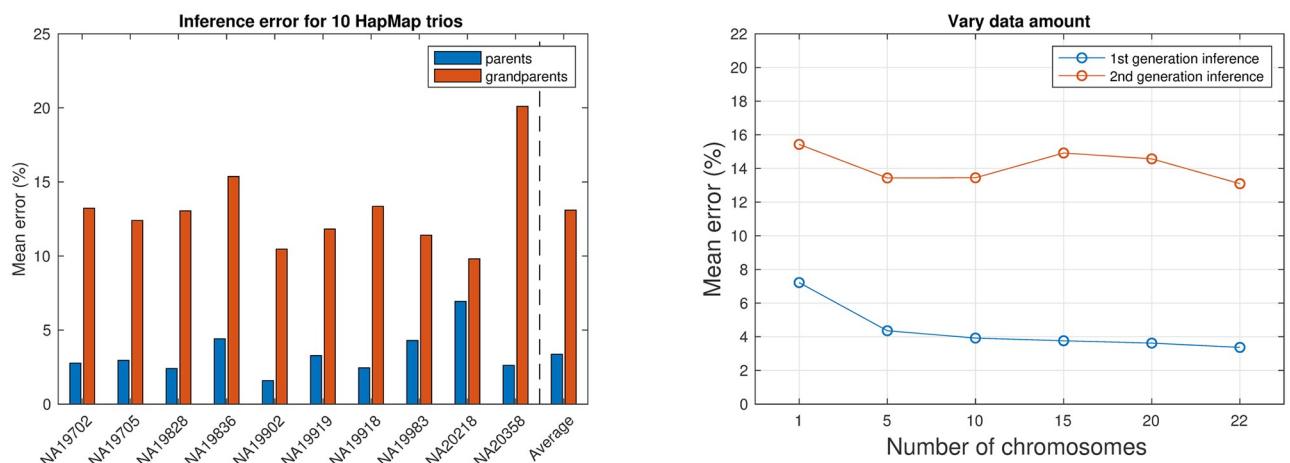 Inference error for 10 HapMap trios
25
20
15
10
5
0
Mean error (%)
parents
grandparents
NA19702
NA19705
NA19828
NA19836
NA19902
NA19919
NA19918
NA19983
NA20218
NA20358
Average
Vary data amount
22
20
18
16
14
12
10
8
6
4
2
0
Mean error (%)
1st generation inference
2nd generation inference
1 5 10 15 20 22
Number of chromosomes